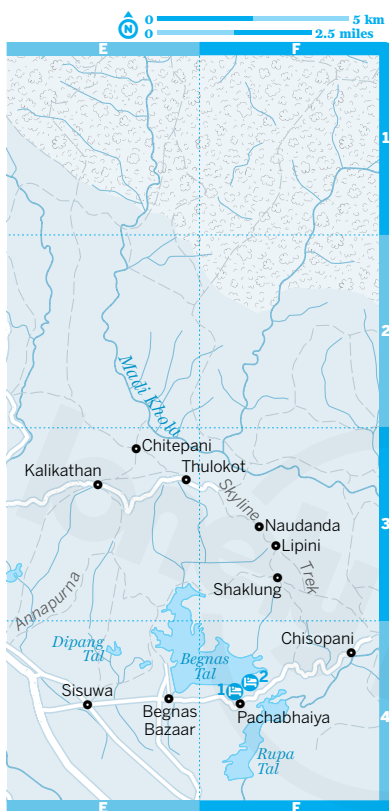 N
0 5 km
0 2.5 miles
E F
1
2
Madi Khola
Chitepani
Kalikathan
Thulokot
Skyline
Naudanda
3
Lipini
Trek
Shaklung
Annapurna
Chisopani
Dipang
Tal
Begnas
Tal
1 2
Sisuwa
Begnas
Bazaar
Pachabhaiya
4
Rupa
Tal
E F